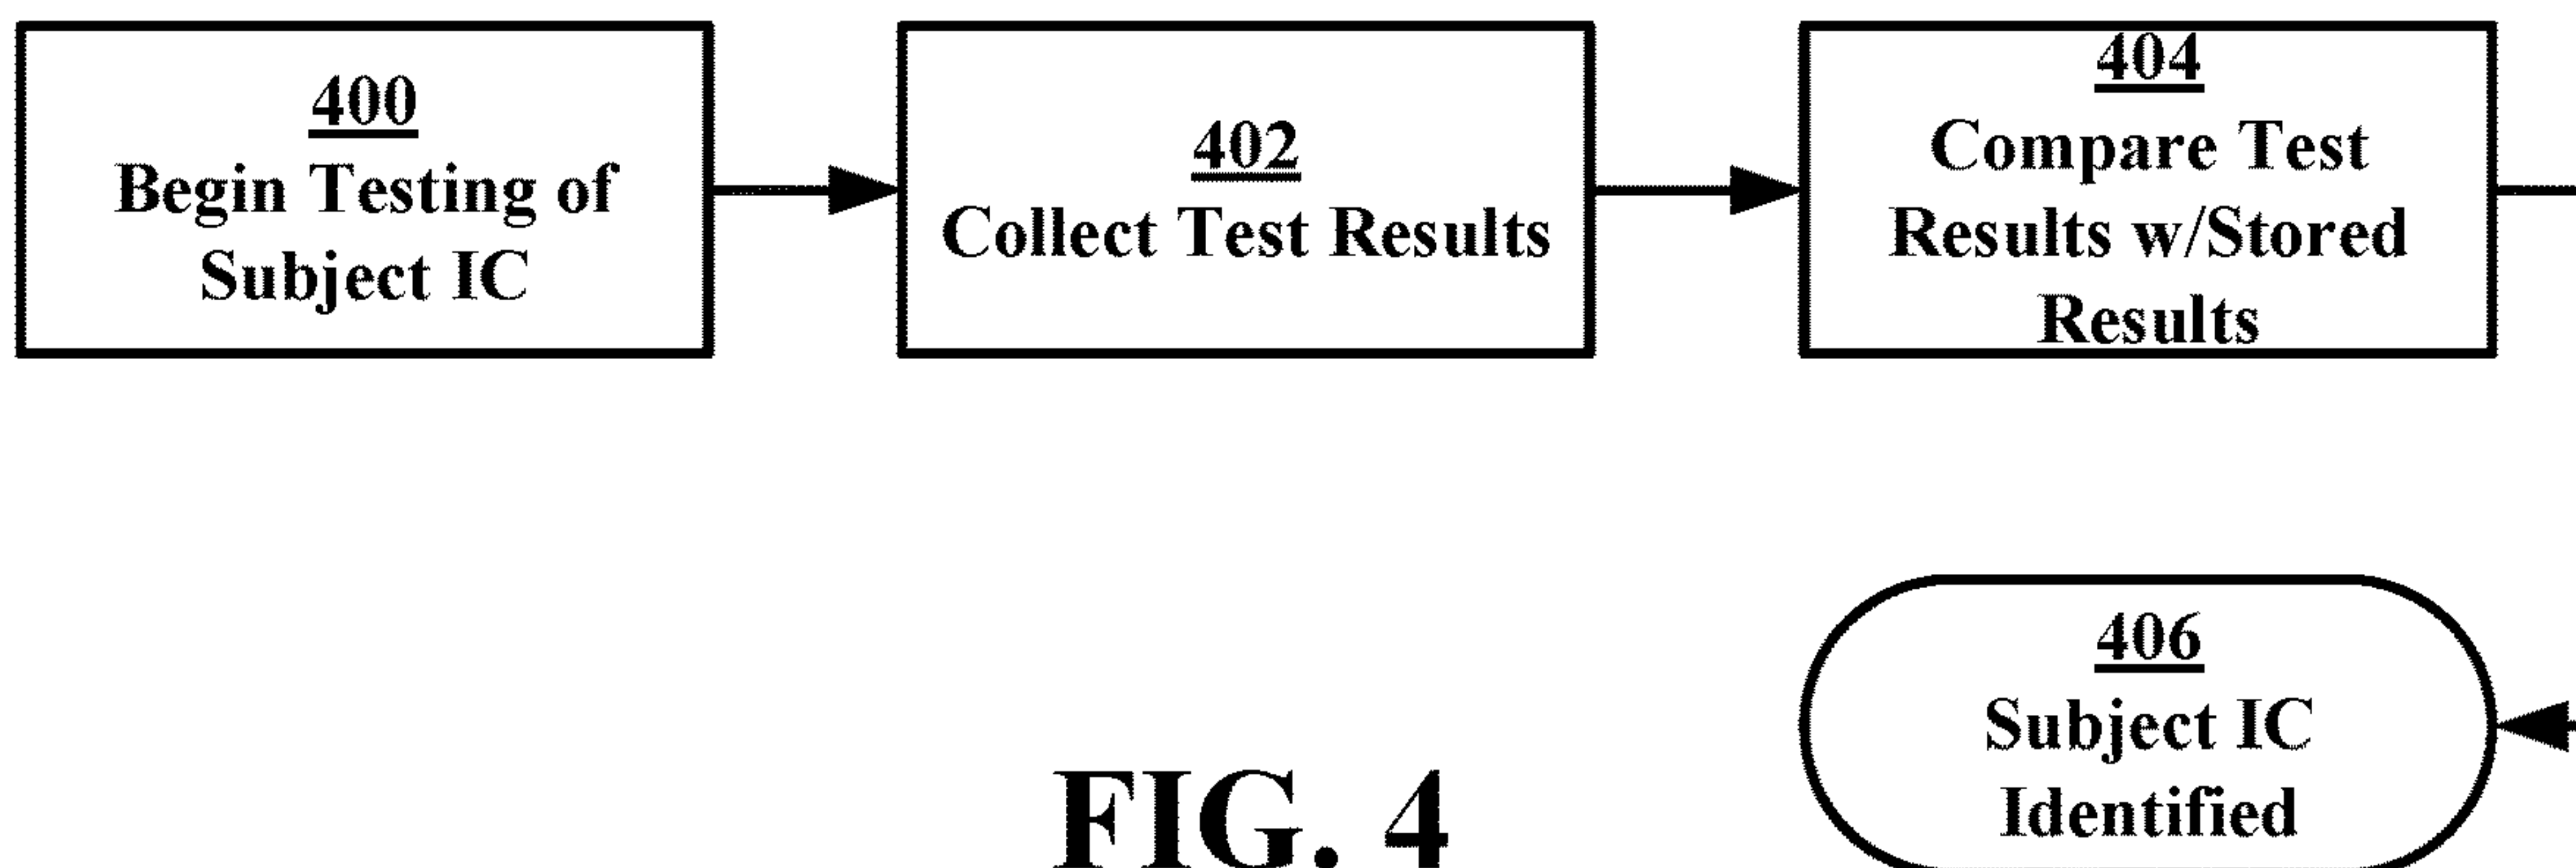 400
Begin Testing of
Subject IC
402
Collect Test Results
404
Compare Test
Results w/Stored
Results
406
Subject IC
Identified
FIG. 4